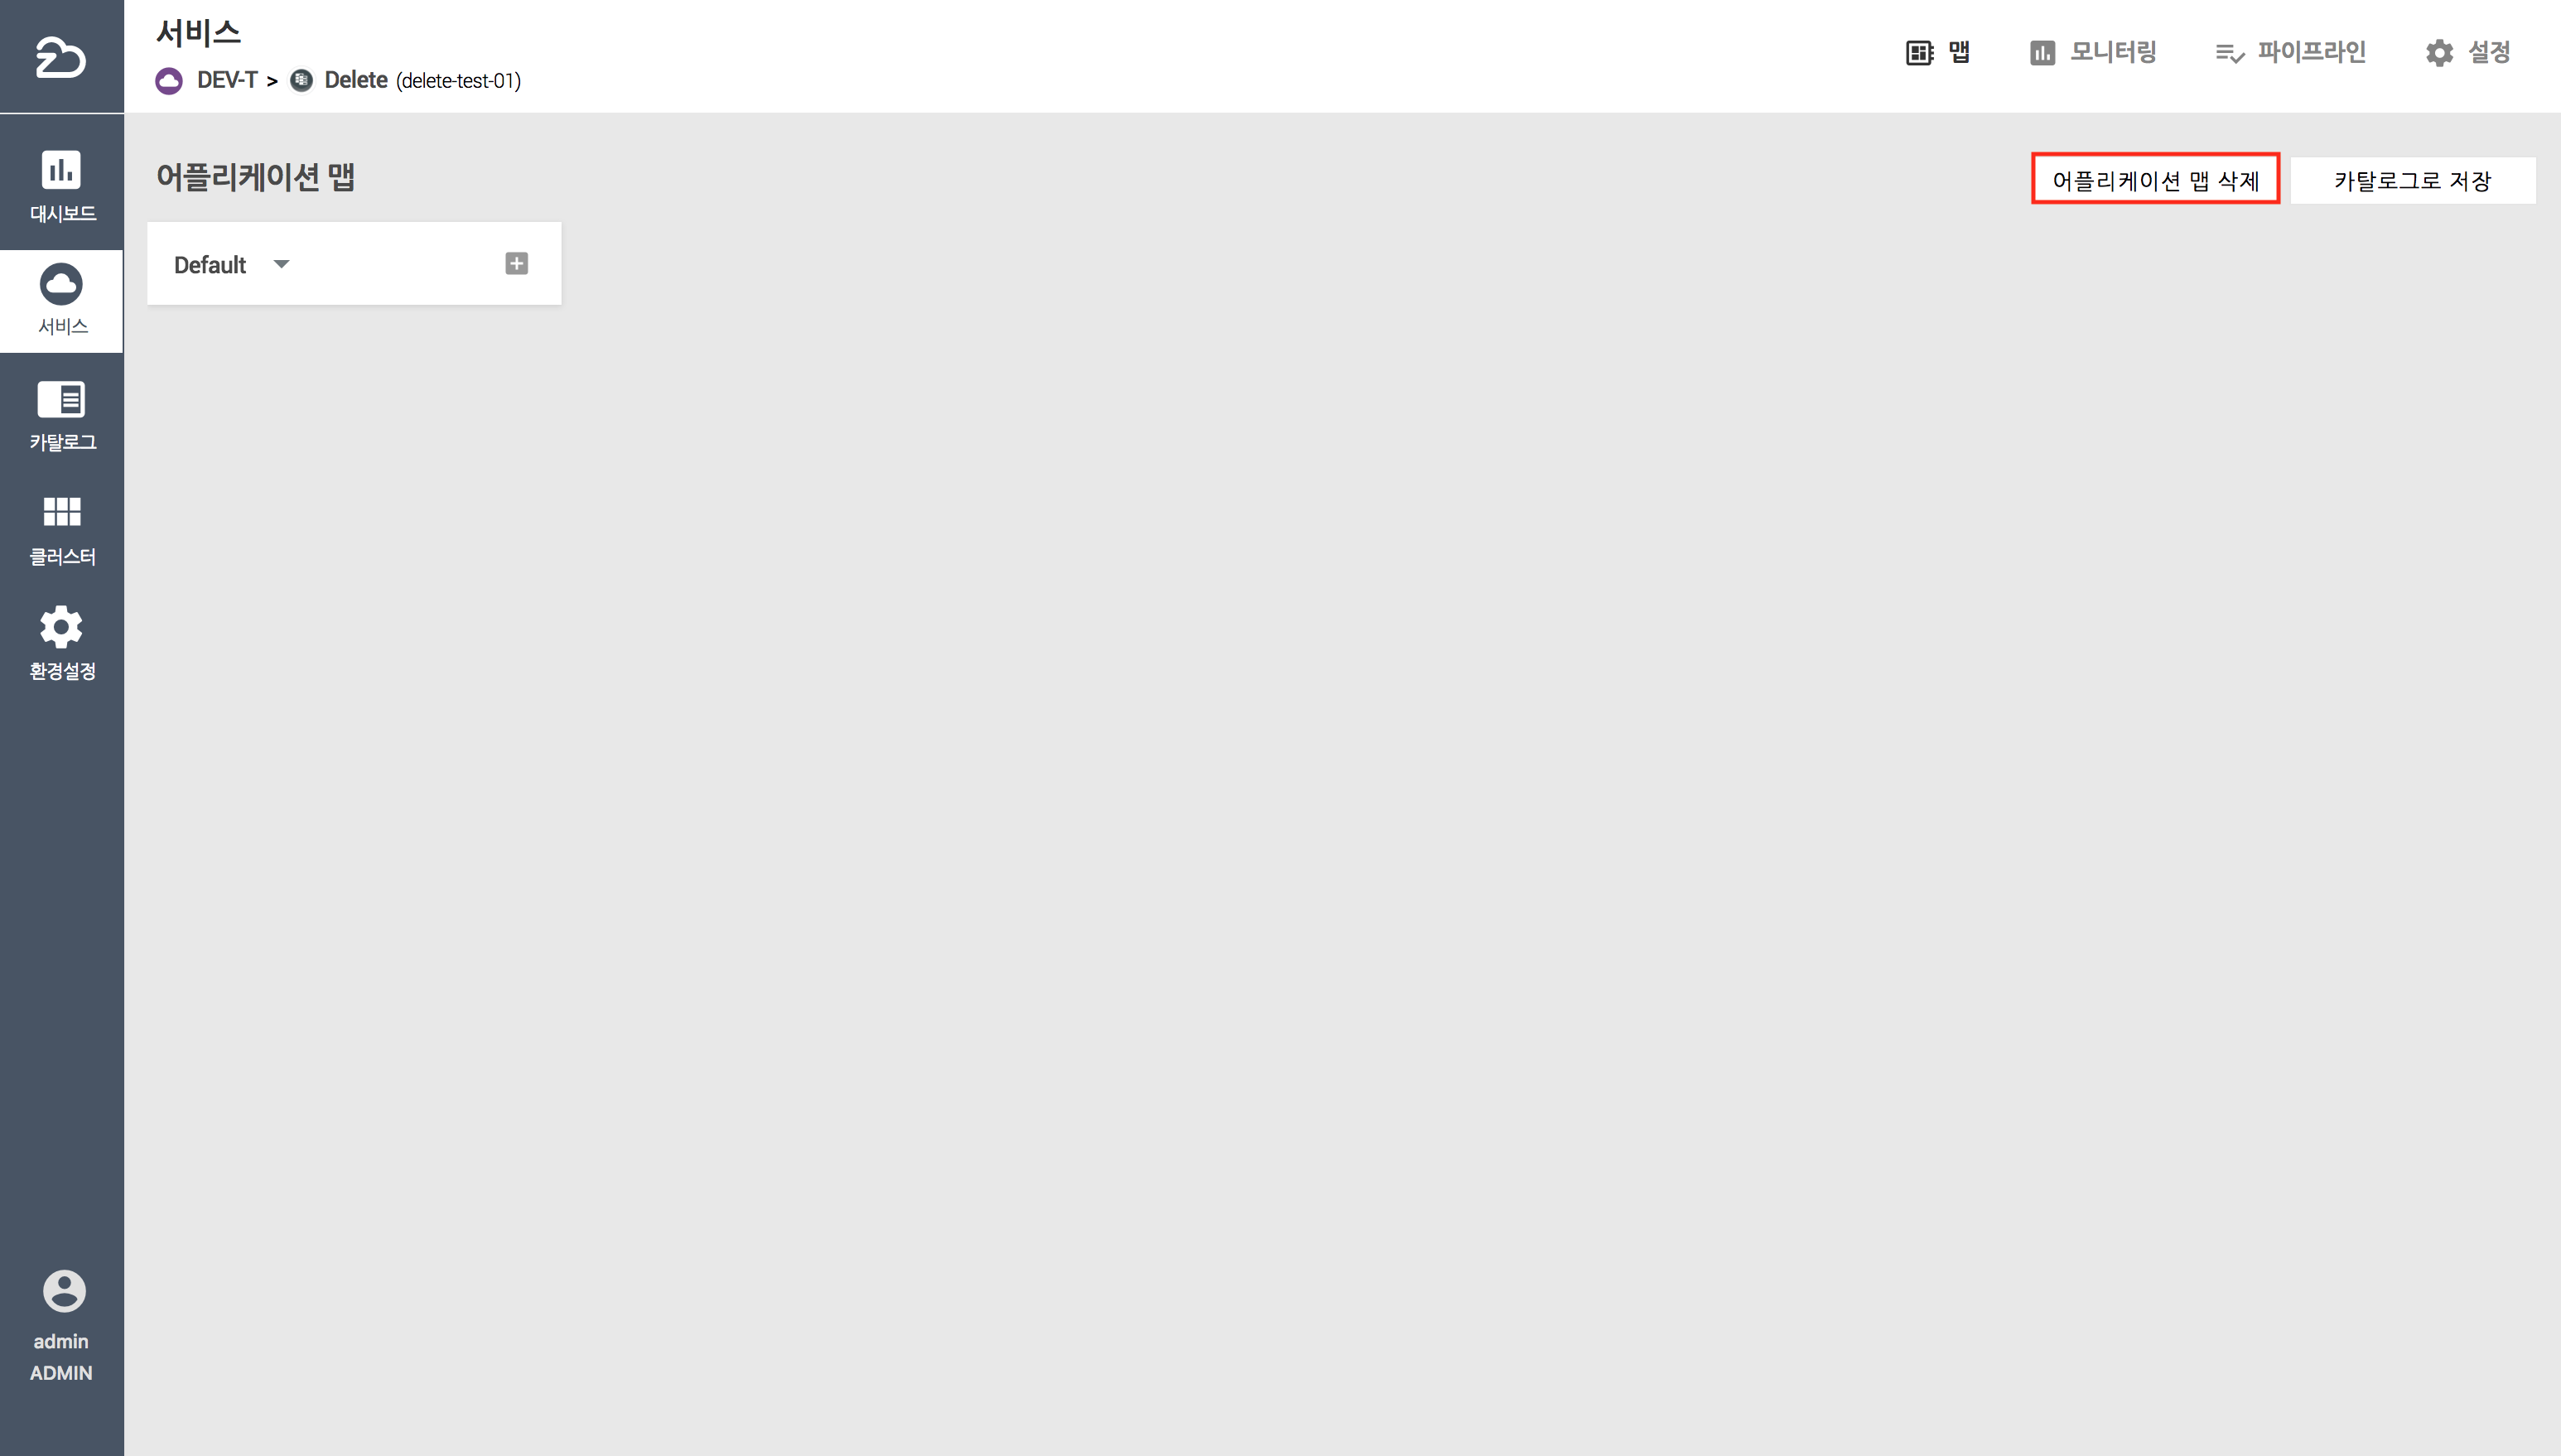 서비스
DEV-T > Delete (delete-test-01)
맵
모니터링
파이프라인
설정
대시보드
서비스
카탈로그
클러스터
환경설정
admin
ADMIN
어플리케이션 맵
어플리케이션 맵 삭제
카탈로그로 저장
Default